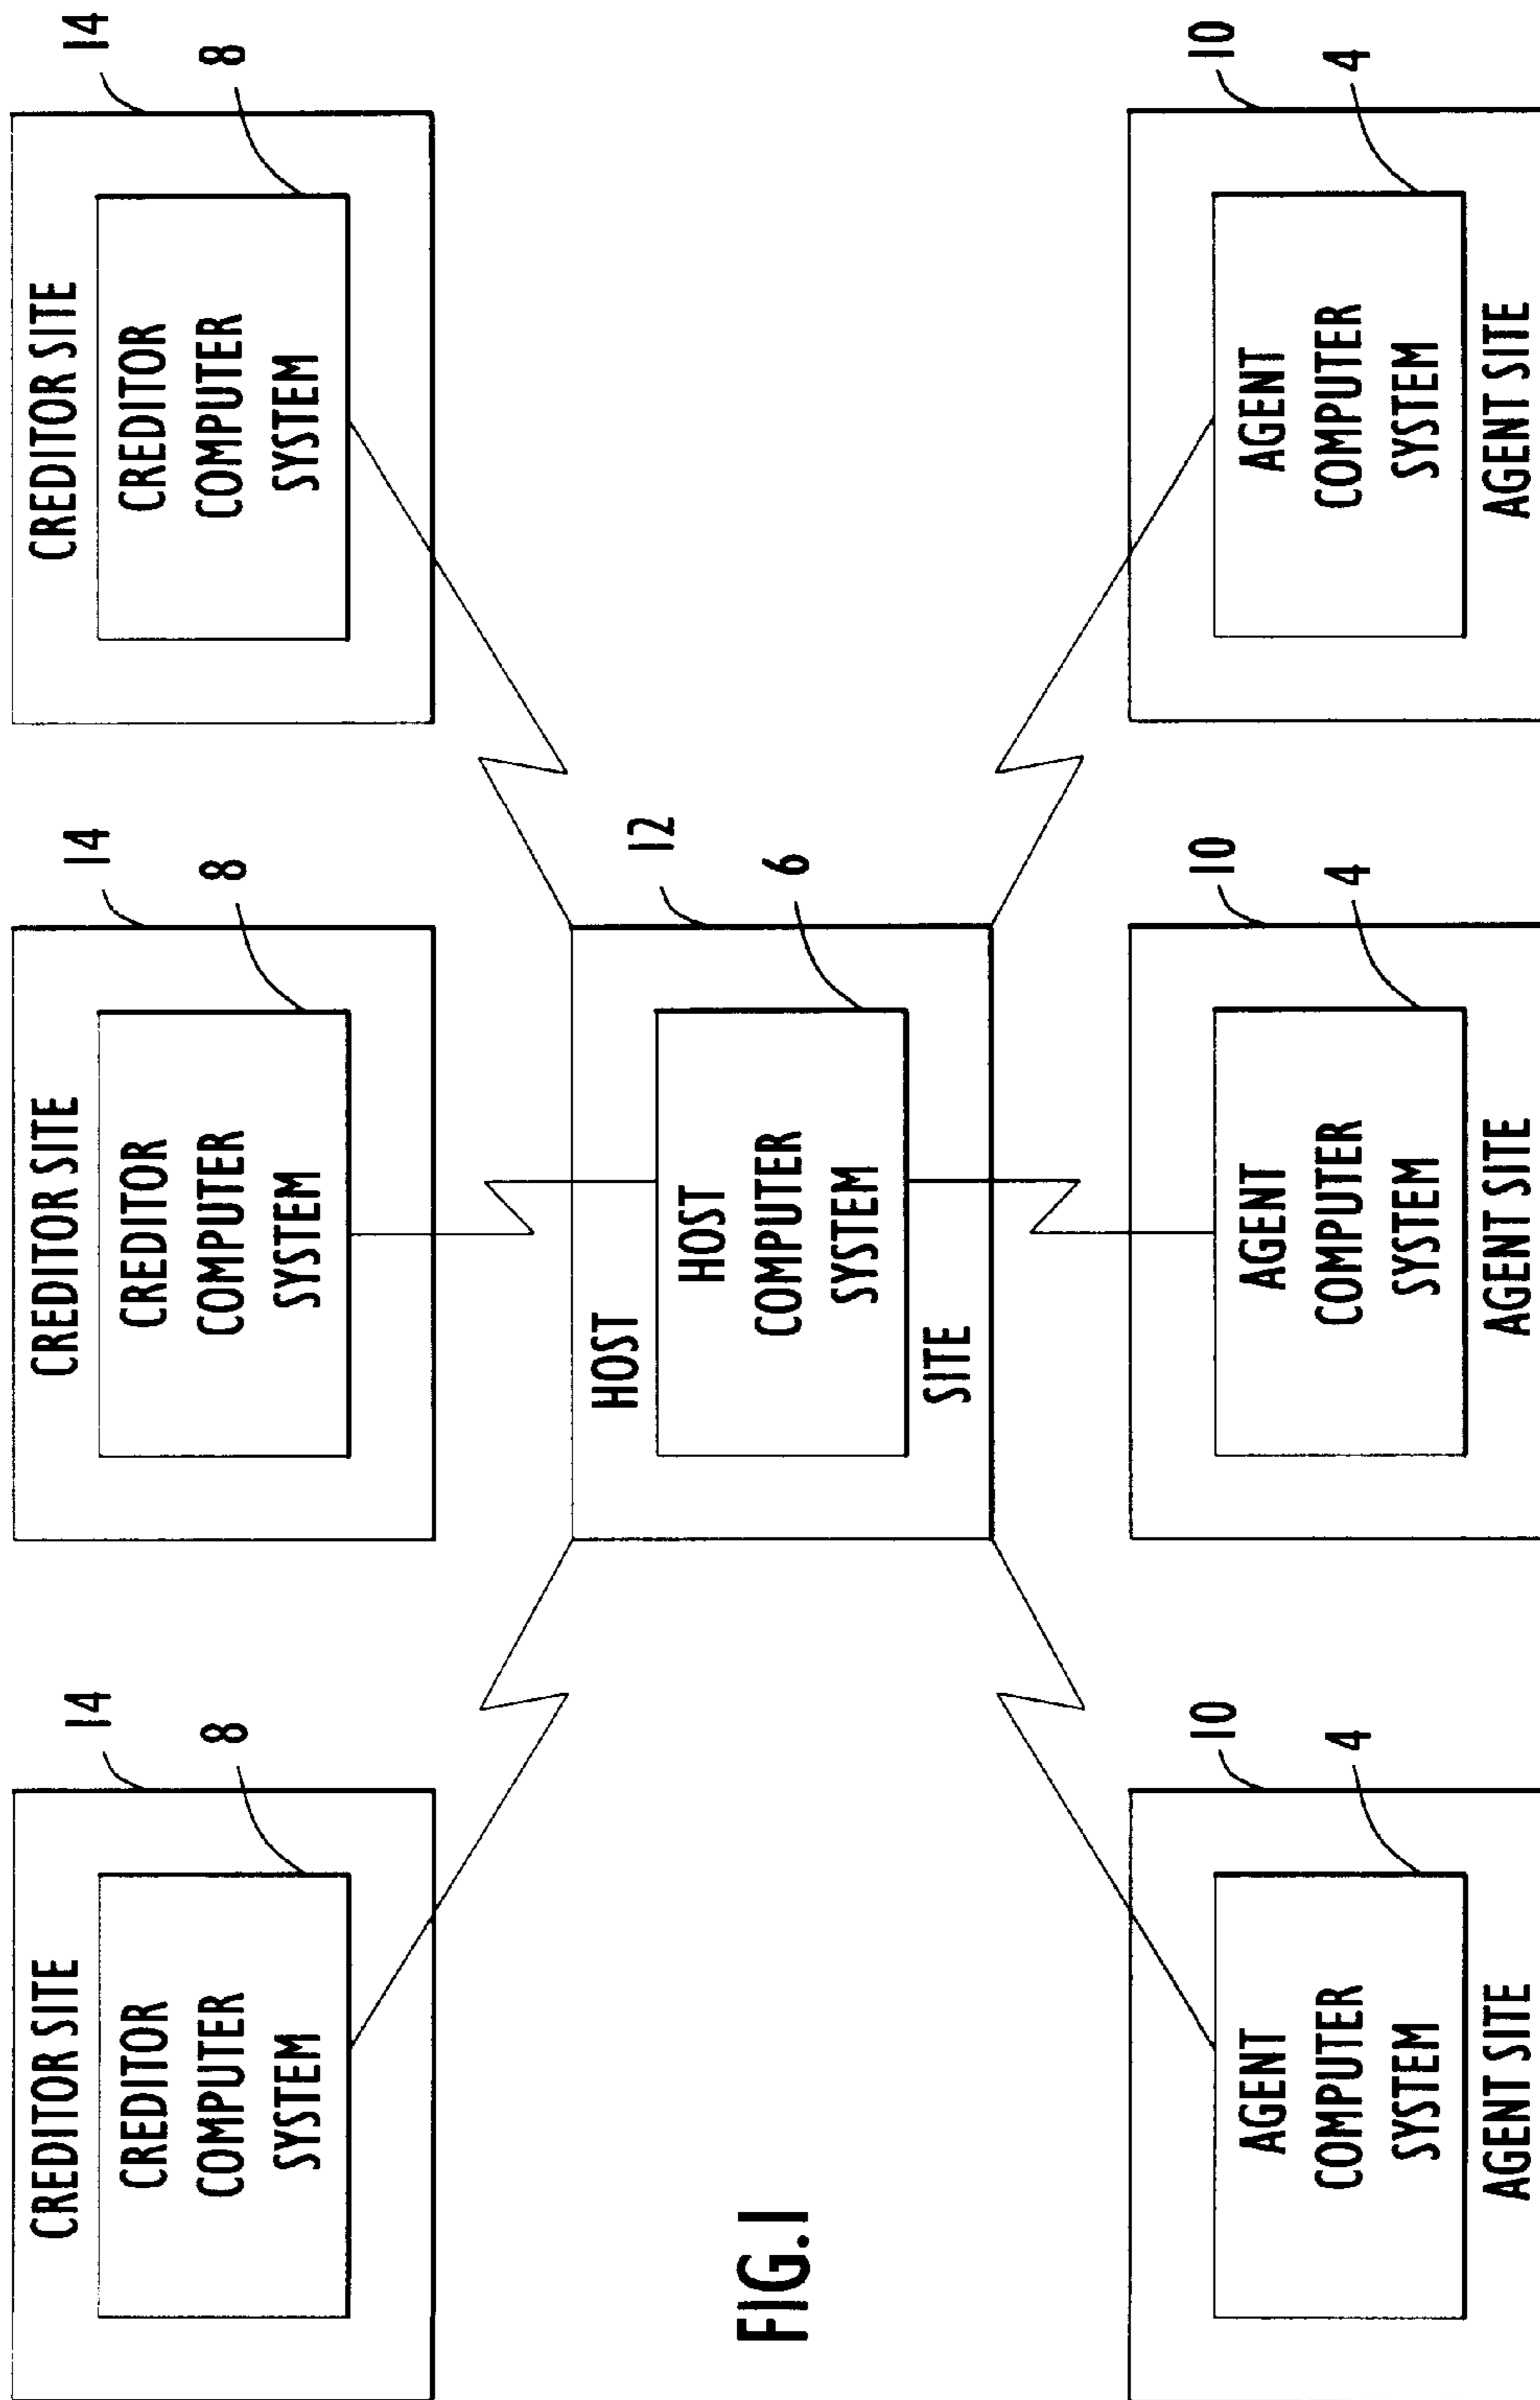 CREDITOR SITE
14
CREDITOR
COMPUTER
SYSTEM
8
CREDITOR SITE
14
CREDITOR
COMPUTER
SYSTEM
8
CREDITOR SITE
14
CREDITOR
COMPUTER
SYSTEM
8
HOST
12
HOST
COMPUTER
SYSTEM
6
SITE
FIG.1
10
AGENT
COMPUTER
SYSTEM
4
AGENT SITE
10
AGENT
COMPUTER
SYSTEM
4
AGENT SITE
10
AGENT
COMPUTER
SYSTEM
4
AGENT SITE